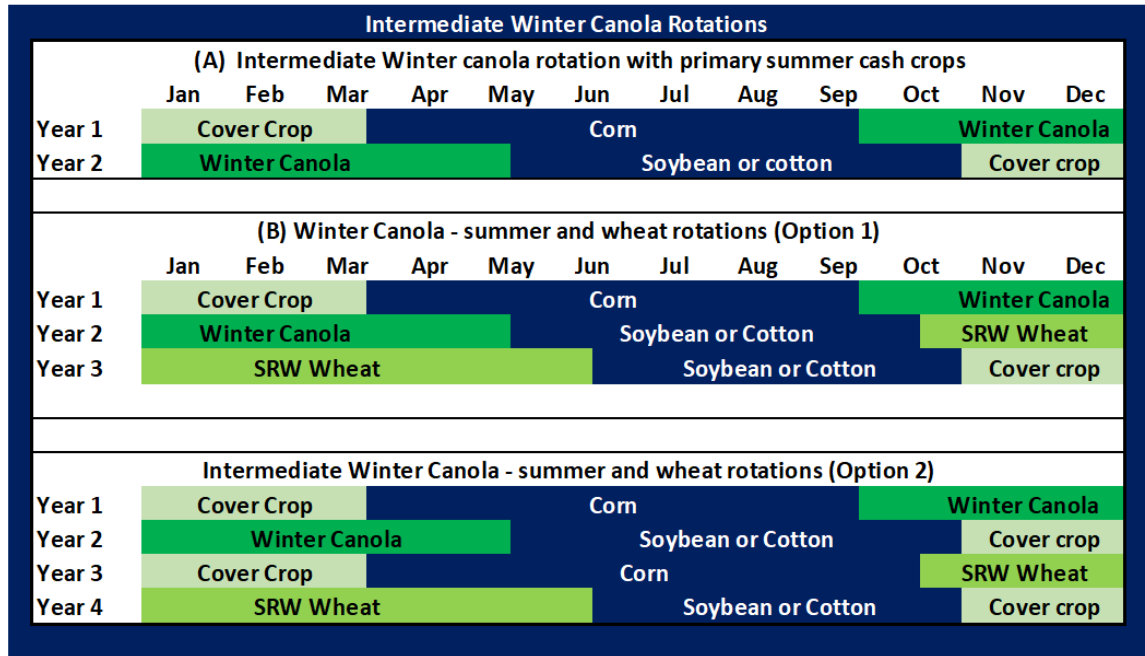 Intermediate Winter Canola Rotations
(A) Intermediate Winter canola rotation with primary summer cash crops
Jan Feb Mar Apr May Jun Jul Aug Sep Oct Nov Dec
Year 1 Cover Crop Corn Winter Canola
Year 2 Winter Canola Soybean or cotton Cover crop
(B) Winter Canola - summer and wheat rotations (Option 1)
Jan Feb Mar Apr May Jun Jul Aug Sep Oct Nov Dec
Year 1 Cover Crop Corn Winter Canola
Year 2 Winter Canola Soybean or Cotton SRW Wheat
Year 3 SRW Wheat Soybean or Cotton Cover crop
Intermediate Winter Canola - summer and wheat rotations (Option 2)
Year 1 Cover Crop Corn Winter Canola
Year 2 Winter Canola Soybean or Cotton Cover crop
Year 3 Cover Crop Corn SRW Wheat
Year 4 SRW Wheat Soybean or Cotton Cover crop